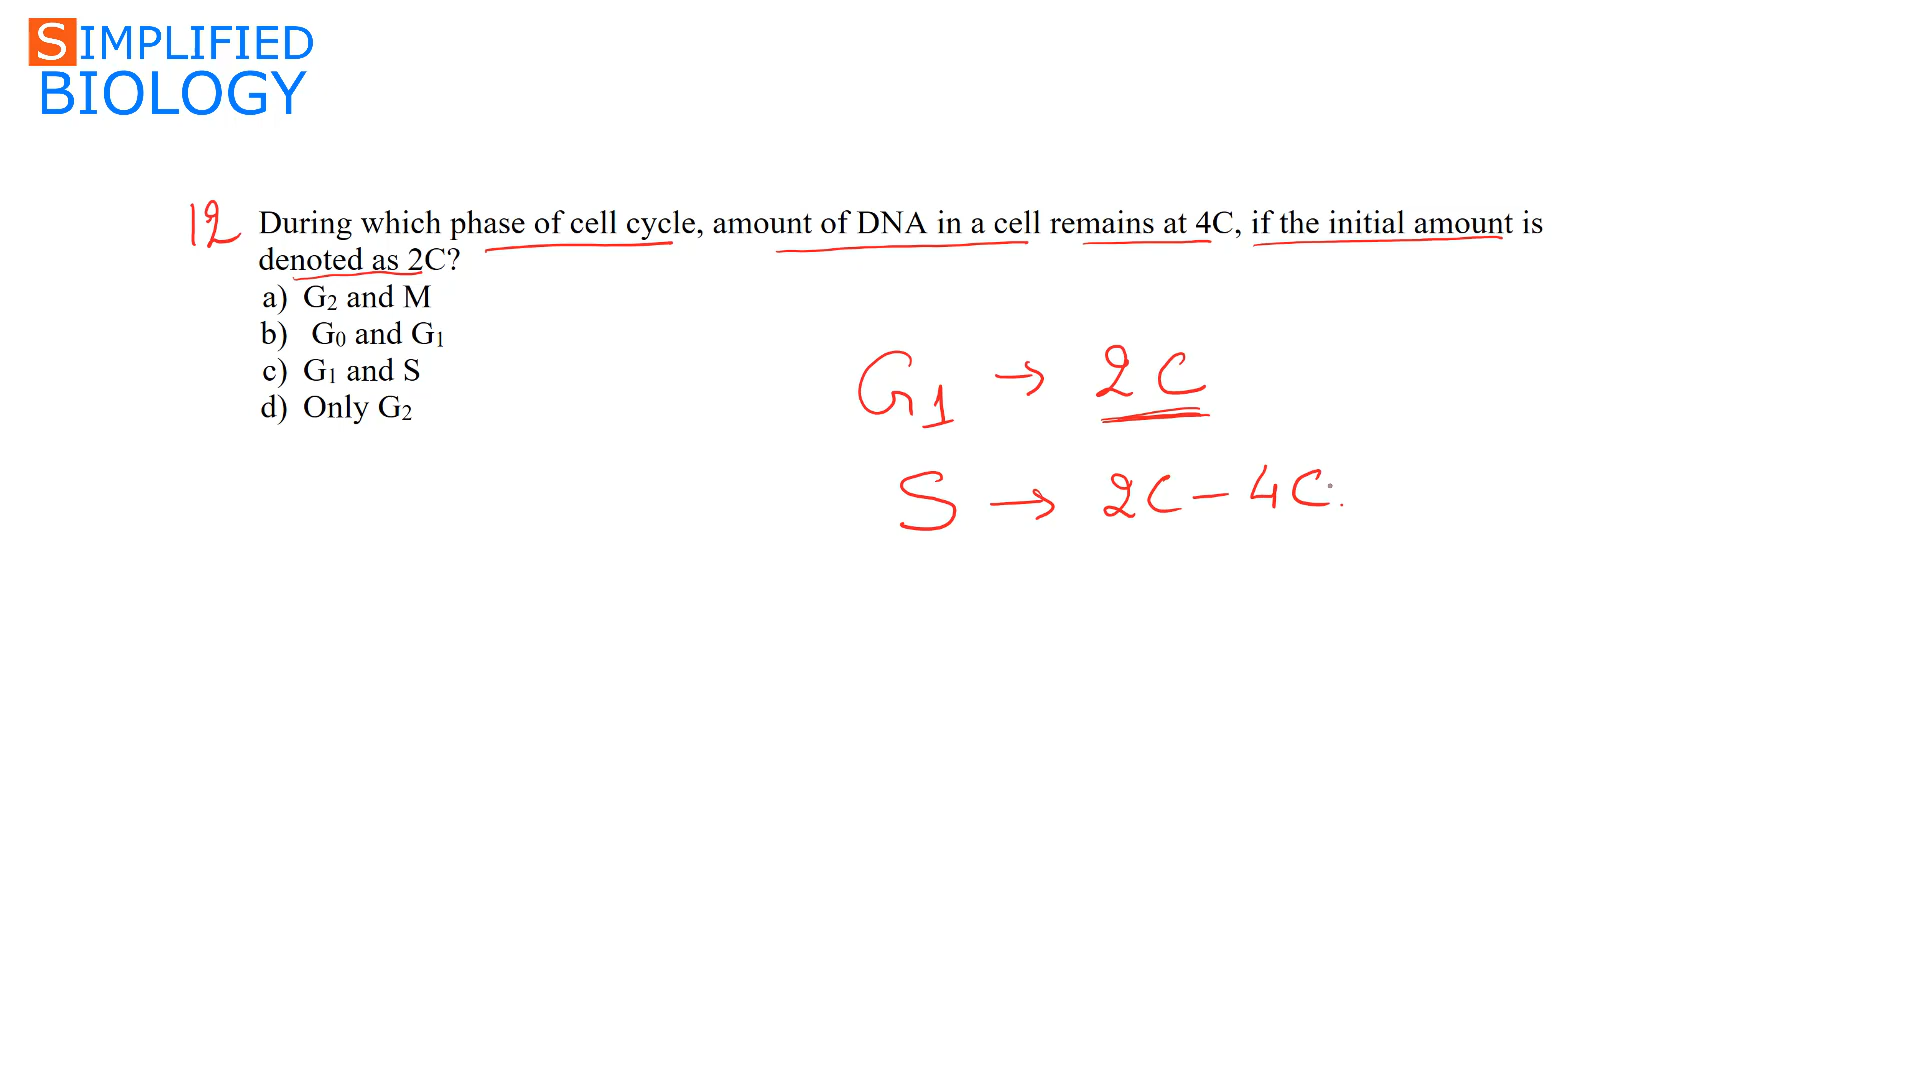 SIMPLIFIED
BIOLOGY
12 During which phase of cell cycle, amount of DNA in a cell remains at 4C, if the initial amount is
denoted as 2C?
a) G₂ and M
b) G₀ and G₁
c) G₁ and S
d) Only G₂
G₁ → 2C
S → 2C - 4C.